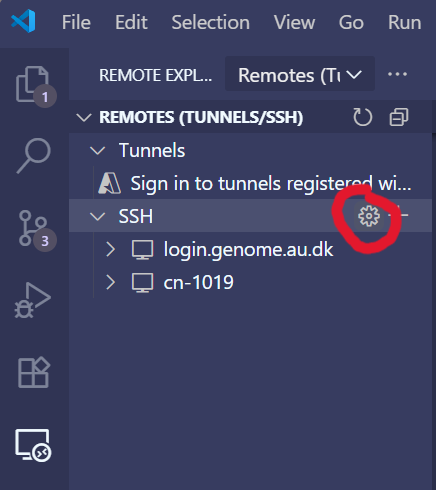 File Edit Selection View Go Run
REMOTE EXPL... Remotes (Tu
REMOTES (TUNNELS/SSH)
Tunnels
Sign in to tunnels registered wi...
SSH
login.genome.au.dk
cn-1019
1
3